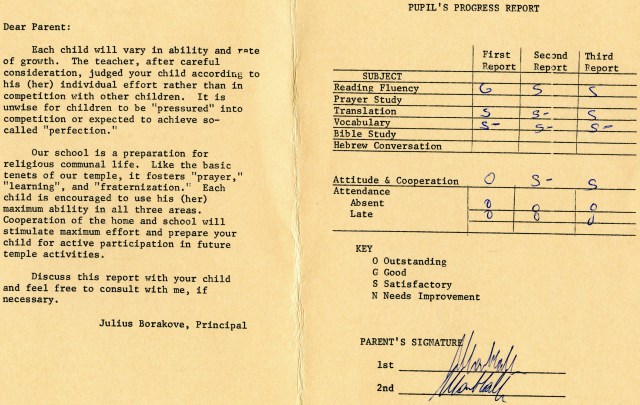 Dear Parent:
Each child will vary in ability and rate
of growth. The teacher, after careful
consideration, judged your child according to
his (her) individual effort rather than in
competition with other children. It is
unwise for children to be "pressured" into
competition or expected to achieve so-
called "perfection."
Our school is a preparation for
religious communal life. Like the basic
tenets of our temple, it fosters "prayer,"
"learning", and "fraternization." Each
child is encouraged to use his (her)
maximum ability in all three areas.
Cooperation of the home and school will
stimulate maximum effort and prepare your
child for active participation in future
temple activities.
Discuss this report with your child
and feel free to consult with me, if
necessary.
Julius Borakove, Principal
PUPIL'S PROGRESS REPORT
First Second Third
Report Report Report
SUBJECT
Reading Fluency G S S
Prayer Study
Translation S S- S
Vocabulary S- S- S-
Bible Study
Hebrew Conversation
Attitude & Cooperation O S- S
Attendance
Absent 0 0 0
Late 0 0 0
KEY
O Outstanding
G Good
S Satisfactory
N Needs Improvement
PARENT'S SIGNATURE
1st
2nd